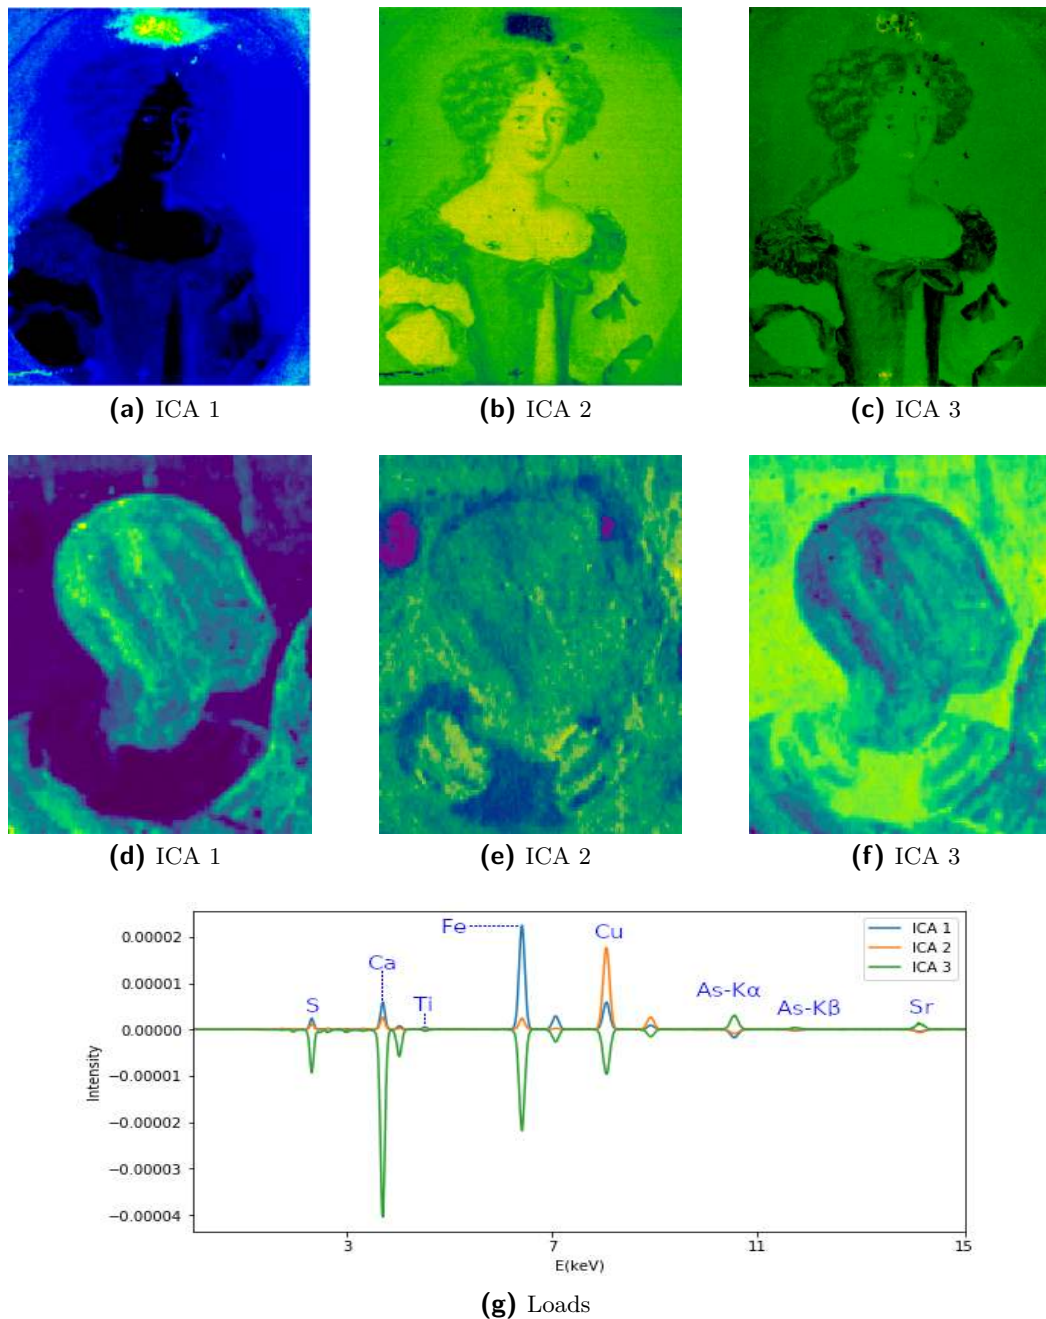 (a) ICA 1
(b) ICA 2
(c) ICA 3
(d) ICA 1
(e) ICA 2
(f) ICA 3
Fe
Cu
Ca
S
Ti
As-Kα
As-Kβ
Sr
ICA 1
ICA 2
ICA 3
0.00002
0.00001
0.00000
−0.00001
−0.00002
−0.00003
−0.00004
Intensity
3
7
11
15
E(keV)
(g) Loads